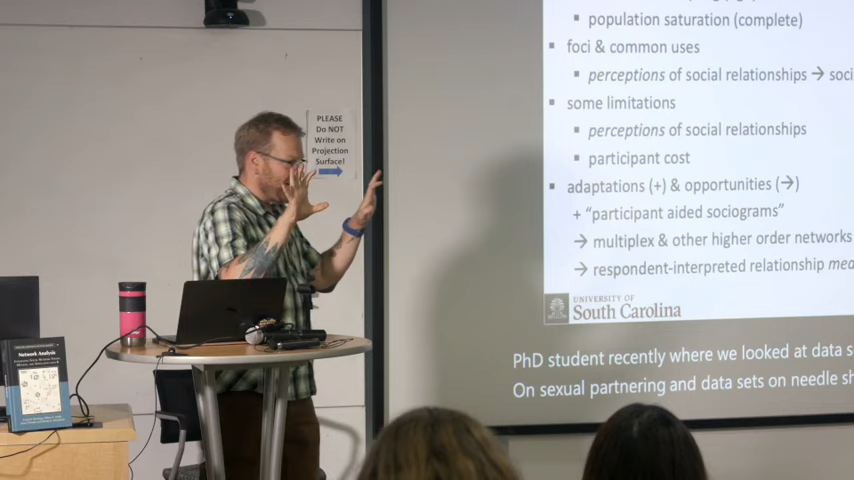 population saturation (complete)
foci & common uses
perceptions of social relationships → soci
some limitations
perceptions of social relationships
participant cost
adaptations (+) & opportunities (→)
+ “participant aided sociograms”
→ multiplex & other higher order networks
→ respondent-interpreted relationship mea
UNIVERSITY OF
South Carolina
PhD student recently where we looked at data s
On sexual partnering and data sets on needle sh
PLEASE
Do NOT
Write on
Projection
Surface!
Network Analysis